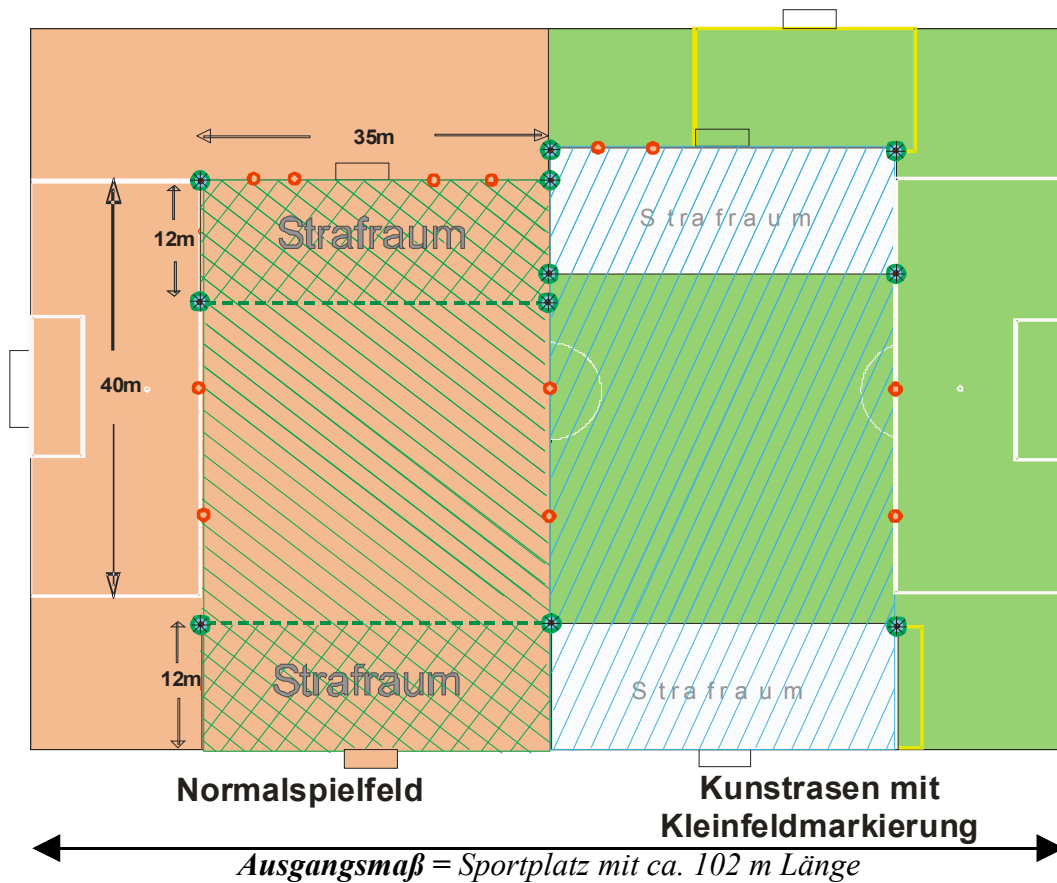 35m
12m
Strafraum
Strafraum
40m
12m
Strafraum
Strafraum
Normalspielfeld
Kunstrasen mit
Kleinfeldmarkierung
Ausgangsmaß = Sportplatz mit ca. 102 m Länge